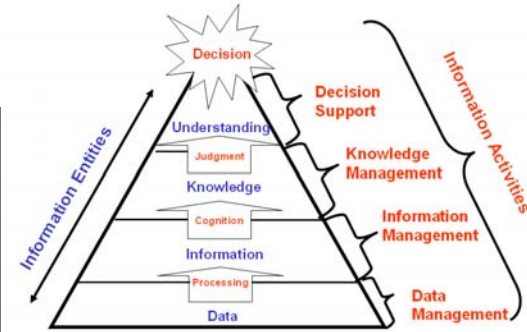 Decision
Understanding
Judgment
Knowledge
Cognition
Information
Processing
Data
Information Entities
Decision
Support
Knowledge
Management
Information
Management
Data
Management
Information Activities